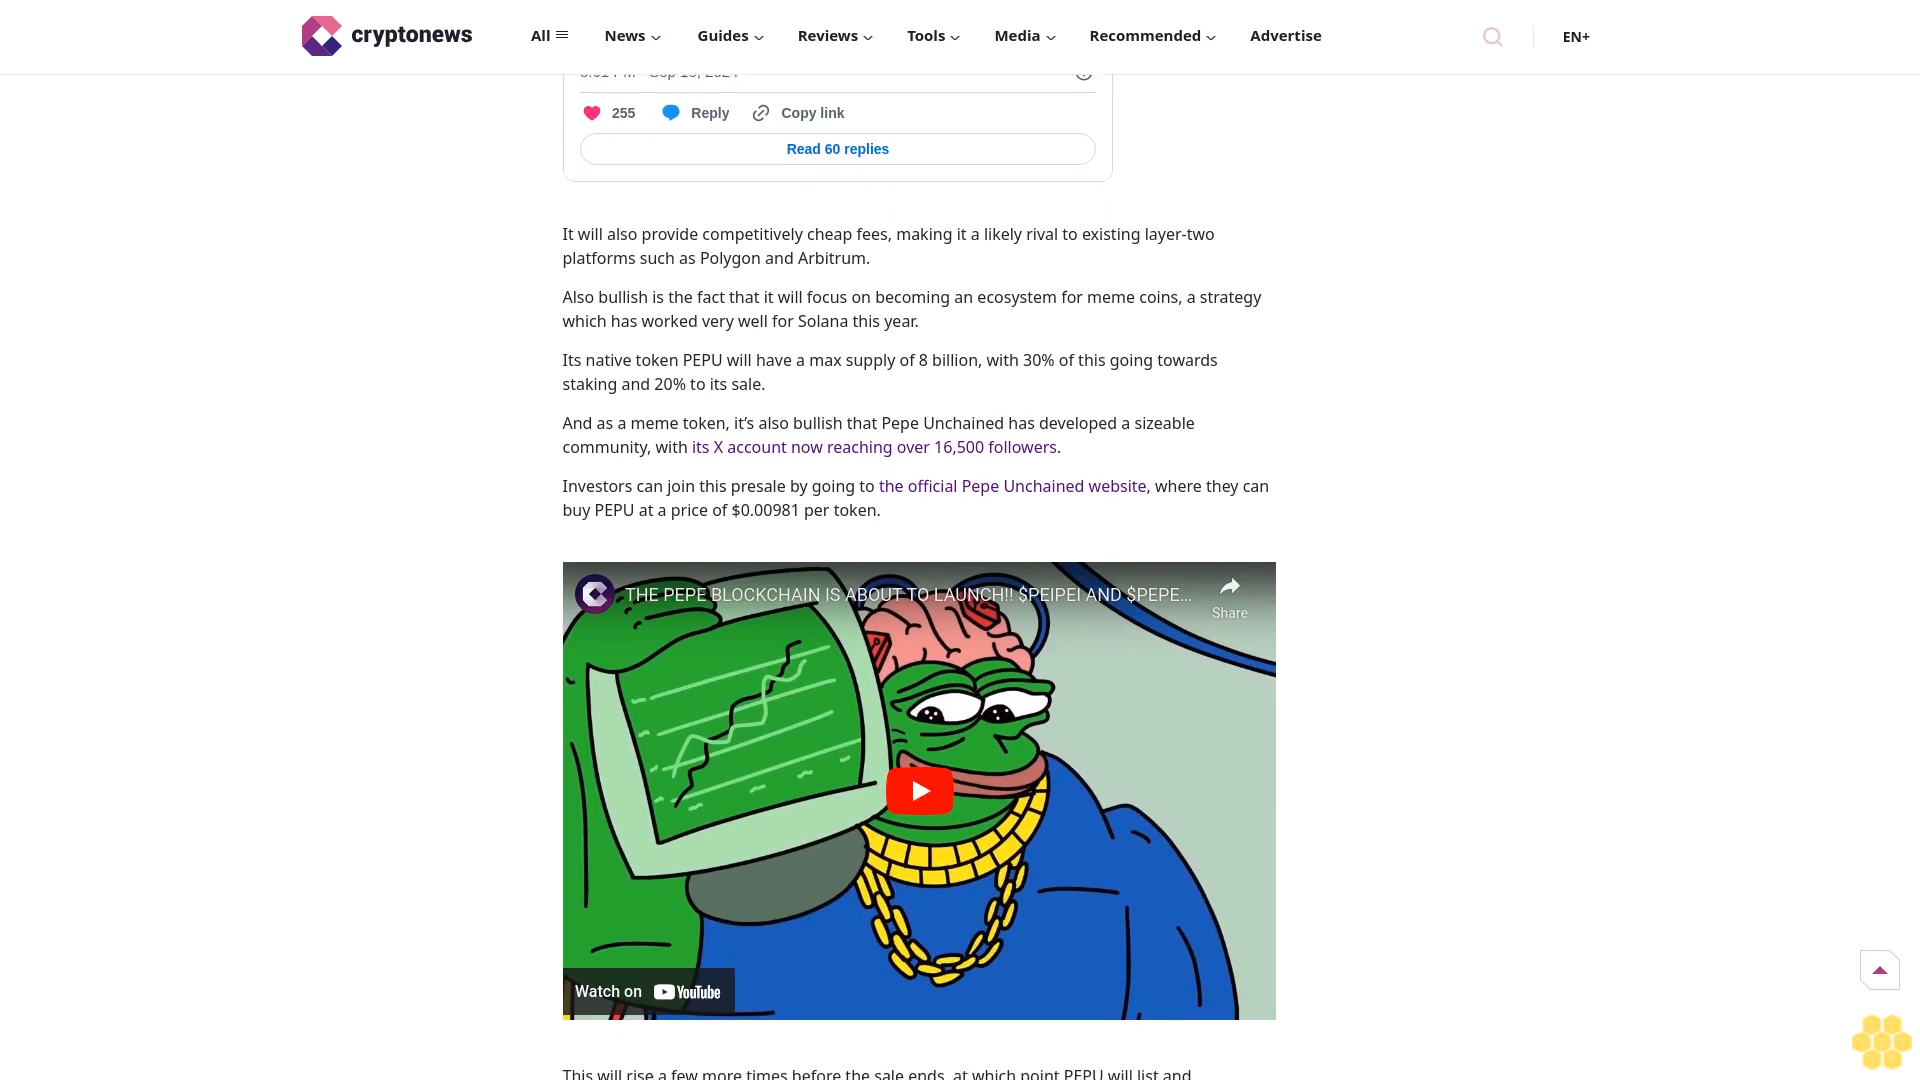 cryptonews
All
News
Guides
Reviews
Tools
Media
Recommended
Advertise
EN+
255
Reply
Copy link
Read 60 replies
It will also provide competitively cheap fees, making it a likely rival to existing layer-two
platforms such as Polygon and Arbitrum.
Also bullish is the fact that it will focus on becoming an ecosystem for meme coins, a strategy
which has worked very well for Solana this year.
Its native token PEPU will have a max supply of 8 billion, with 30% of this going towards
staking and 20% to its sale.
And as a meme token, it’s also bullish that Pepe Unchained has developed a sizeable
community, with its X account now reaching over 16,500 followers.
Investors can join this presale by going to the official Pepe Unchained website, where they can
buy PEPU at a price of $0.00981 per token.
THE PEPE BLOCKCHAIN IS ABOUT TO LAUNCH!! $PEIPEI AND $PEPE...
Share
Watch on YouTube
This will rise a few more times before the sale ends, at which point PEPU will list and